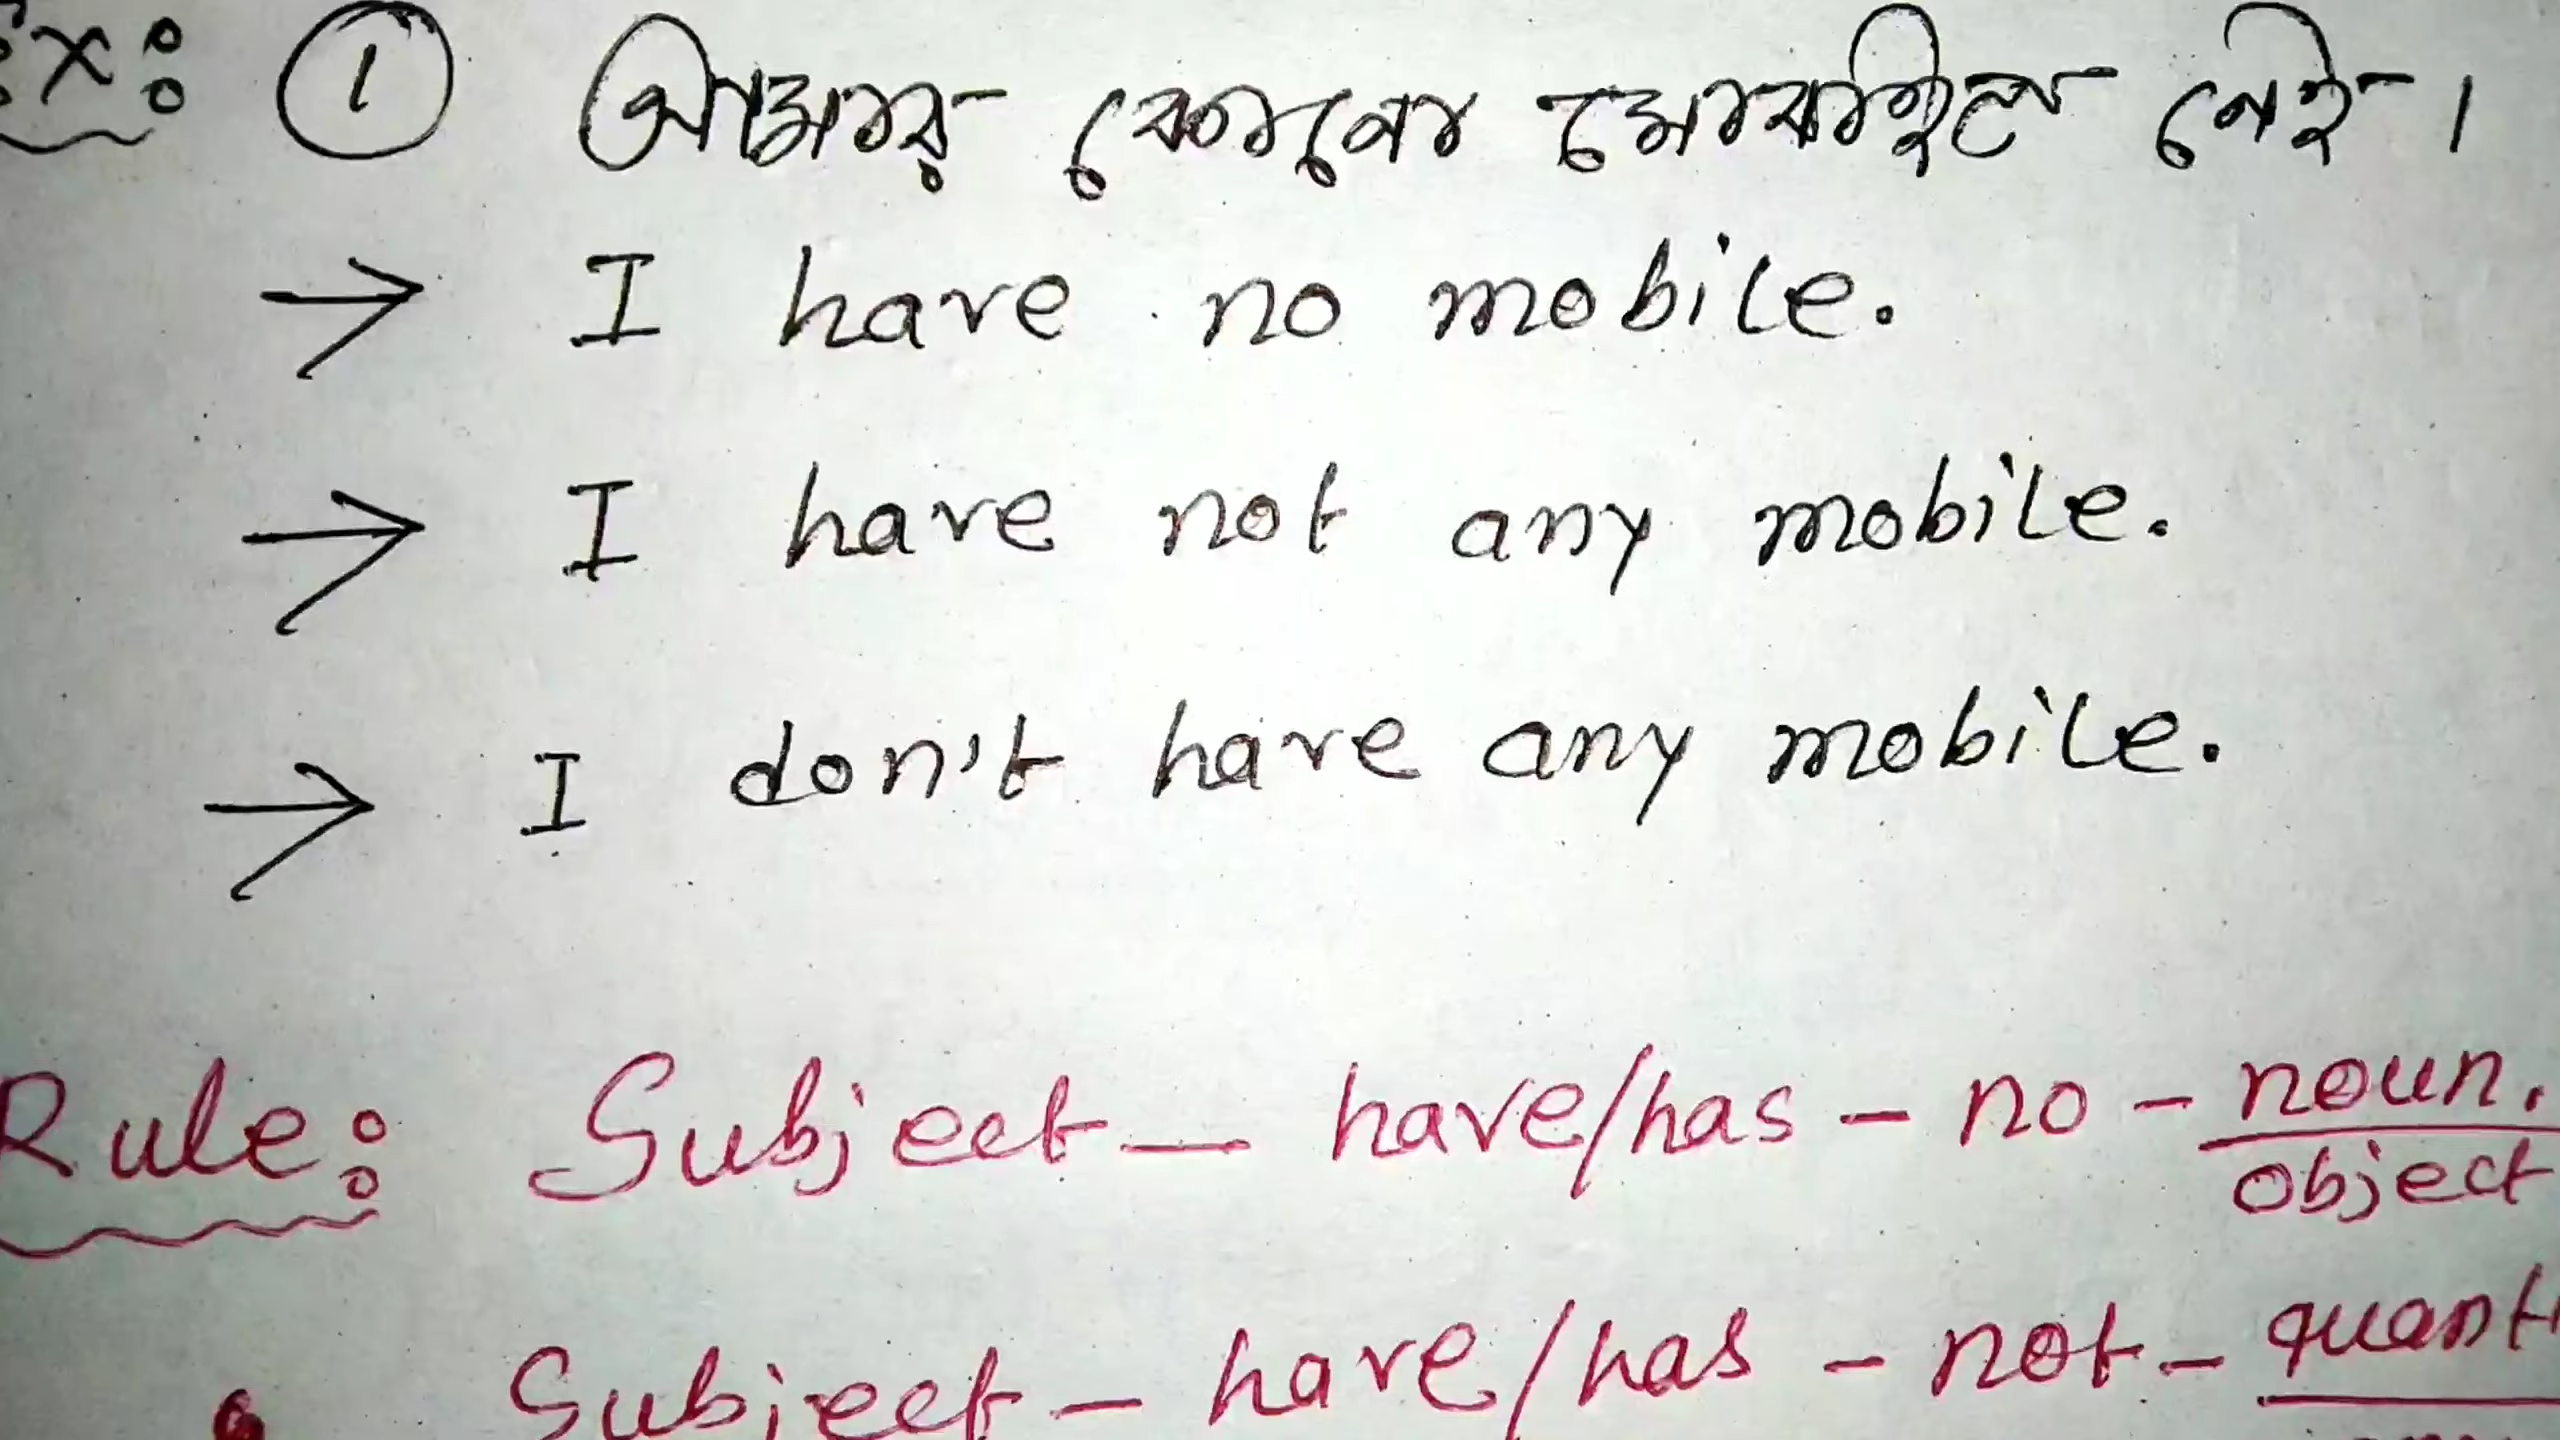 Ex: ① আমার কোনো মোবাইল নেই।
→ I have no mobile.
→ I have not any mobile.
→ I don't have any mobile.
Rule: Subject — have/has – no – noun.
object
Subject – have/has – not –